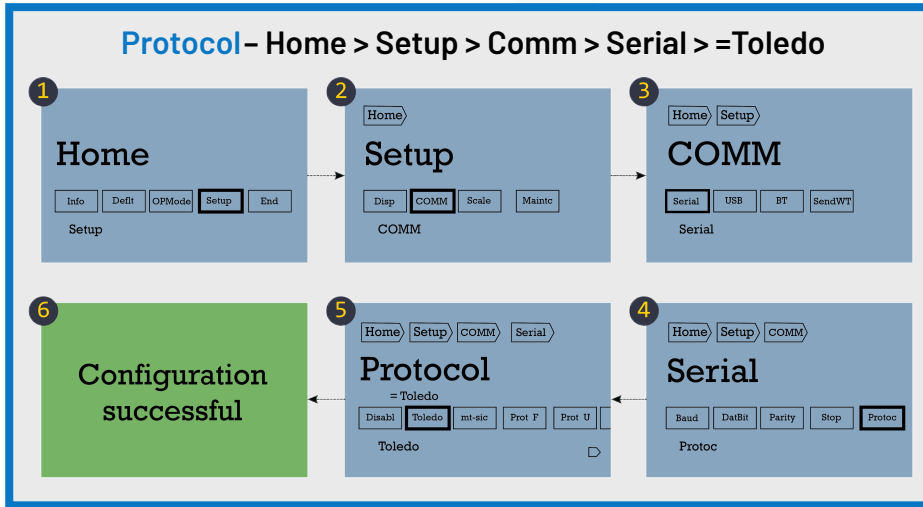 Protocol – Home > Setup > Comm > Serial > =Toledo
1
Home
Info Deflt OPMode Setup End
Setup
2
Home
Setup
Disp COMM Scale Maintc
COMM
3
Home Setup
COMM
Serial USB BT SendWT
Serial
4
Home Setup COMM
Serial
Baud DatBit Parity Stop Protoc
Protoc
5
Home Setup COMM Serial
Protocol
= Toledo
Disabl Toledo mt-sic Prot F Prot U
Toledo
6
Configuration
successful